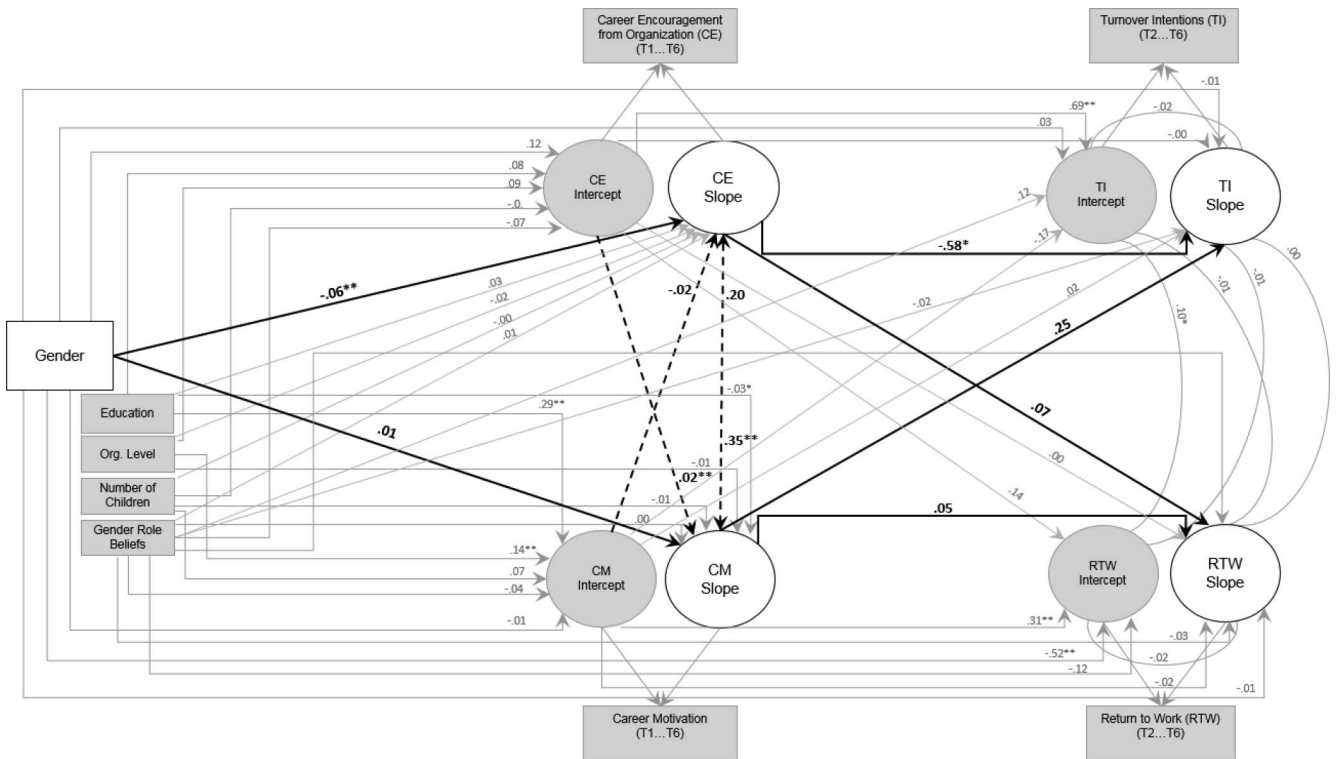 Career Encouragement
from Organization (CE)
(T1...T6)
Turnover Intentions (TI)
(T2...T6)
-.01
.69**
-.02
.03
-.00
.12
.08
.09
-.0.
-.07
CE
Intercept
CE
Slope
TI
Intercept
TI
Slope
.12
-.17
-.58*
-.06**
.03
-.02
-.00
.01
-.02
.20
-.02
.02
.25
.10*
-.01
-.01
.00
Gender
Education
Org. Level
Number of
Children
Gender Role
Beliefs
.29**
-.03*
.01
.35**
.07
-.01
.02**
.00
-.01
.14
.00
.05
.14**
.07
-.04
-.01
CM
Intercept
CM
Slope
RTW
Intercept
RTW
Slope
.31**
-.03
-.52**
-.02
-.12
-.02
-.01
Career Motivation
(T1...T6)
Return to Work (RTW)
(T2...T6)